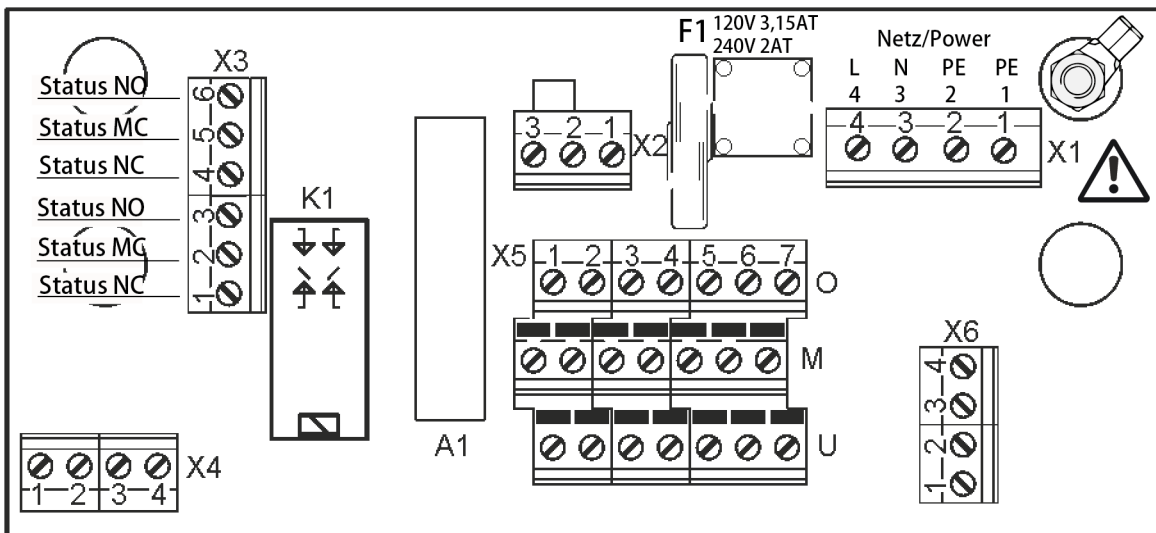 F1 120V 3,15AT
240V 2AT
Netz/Power
L N PE PE
4 3 2 1
4 3 2 1
X1
X3
Status NO 6
Status MC 5
Status NC 4
Status NO 3
Status MC 2
Status NC 1
K1
A1
3 2 1
X2
X5 1 2 3 4 5 6 7 O
M
U
X6
4
3
2
1
X4
1 2 3 4